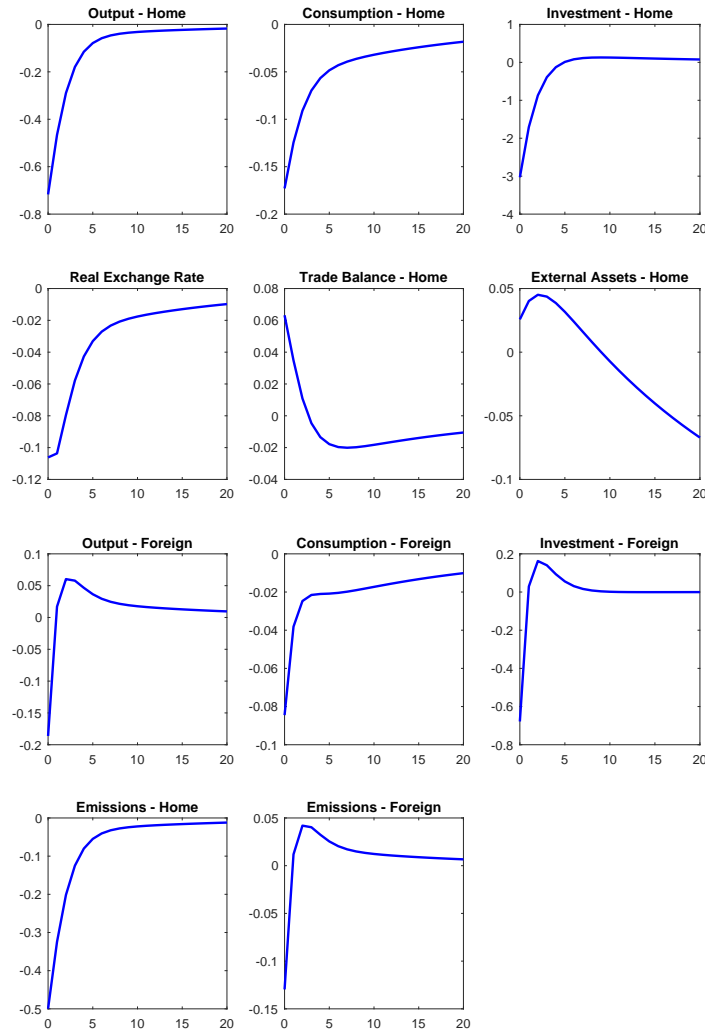 Output - Home
0
-0.2
-0.4
-0.6
-0.8
0 5 10 15 20
Consumption - Home
0
-0.05
-0.1
-0.15
-0.2
0 5 10 15 20
Investment - Home
1
0
-1
-2
-3
-4
0 5 10 15 20
Real Exchange Rate
0
-0.02
-0.04
-0.06
-0.08
-0.1
-0.12
0 5 10 15 20
Trade Balance - Home
0.08
0.06
0.04
0.02
0
-0.02
-0.04
0 5 10 15 20
External Assets - Home
0.05
0
-0.05
-0.1
0 5 10 15 20
Output - Foreign
0.1
0.05
0
-0.05
-0.1
-0.15
-0.2
0 5 10 15 20
Consumption - Foreign
0
-0.02
-0.04
-0.06
-0.08
-0.1
0 5 10 15 20
Investment - Foreign
0.2
0
-0.2
-0.4
-0.6
-0.8
0 5 10 15 20
Emissions - Home
0
-0.1
-0.2
-0.3
-0.4
-0.5
0 5 10 15 20
Emissions - Foreign
0.05
0
-0.05
-0.1
-0.15
0 5 10 15 20